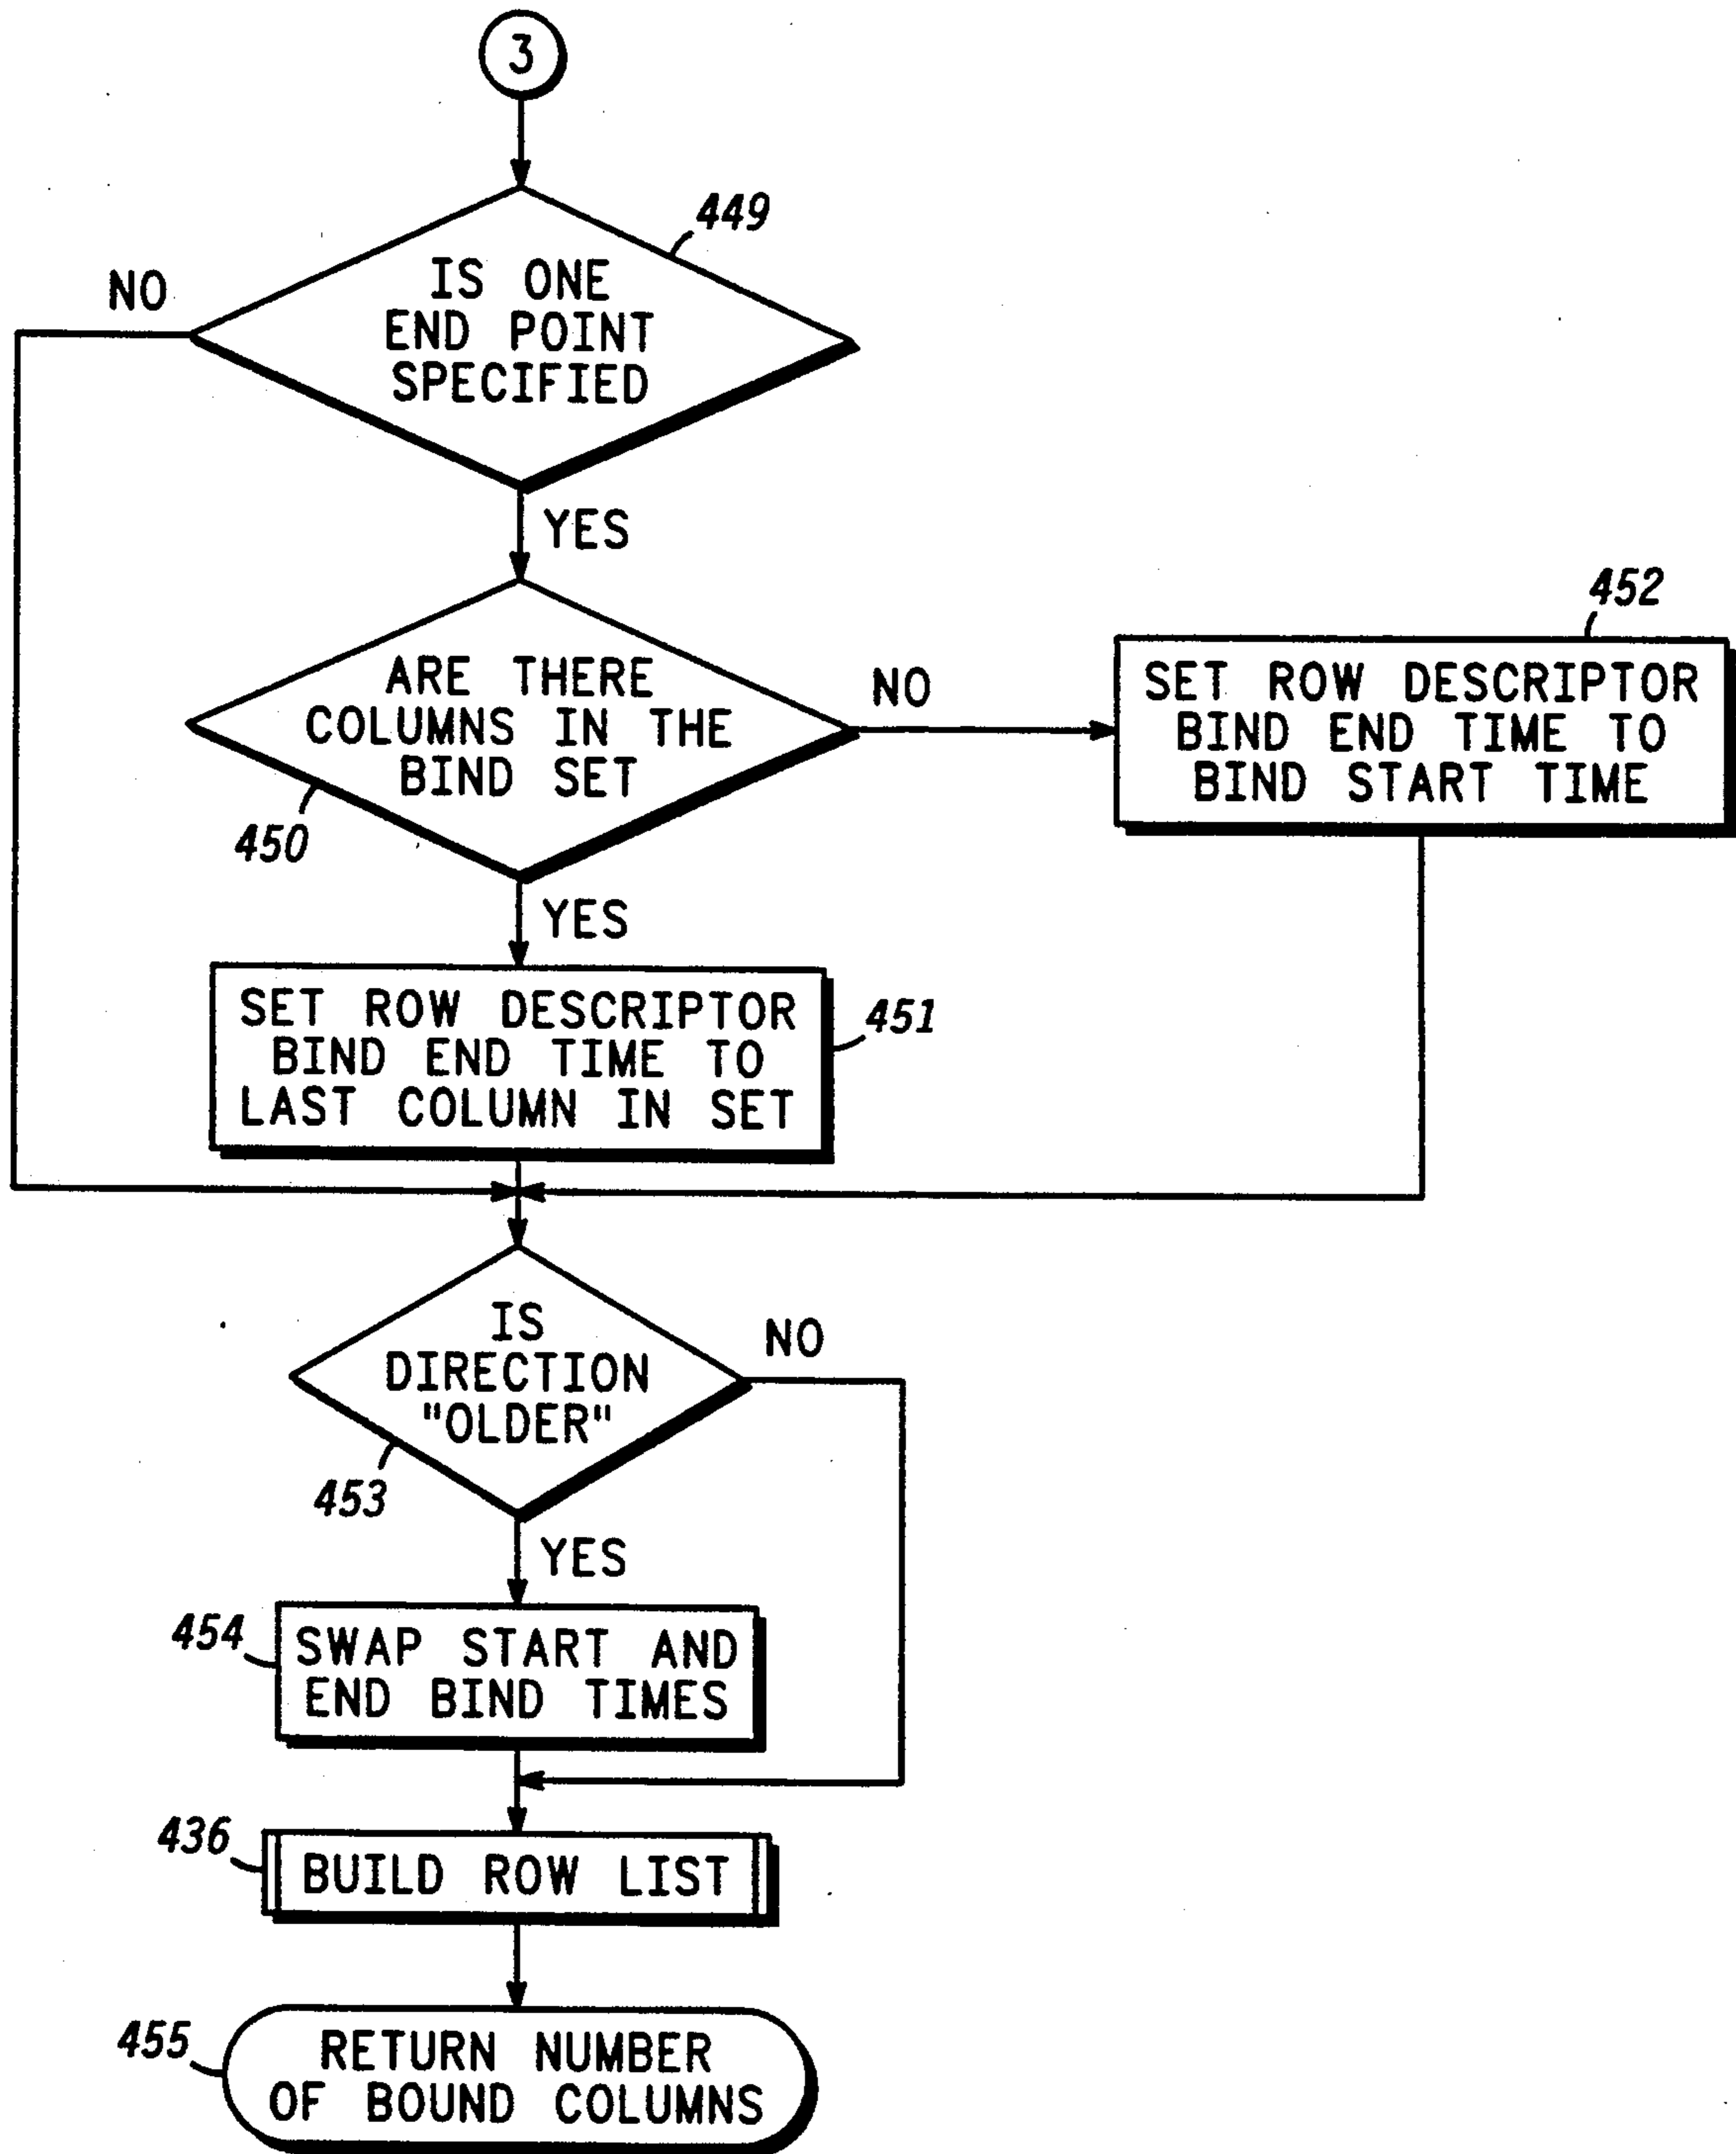 3
449
IS ONE
END POINT
SPECIFIED
NO
YES
452
ARE THERE
COLUMNS IN THE
BIND SET
NO
SET ROW DESCRIPTOR
BIND END TIME TO
BIND START TIME
450
YES
SET ROW DESCRIPTOR
BIND END TIME TO
LAST COLUMN IN SET
451
IS
DIRECTION
"OLDER"
NO
453
YES
454
SWAP START AND
END BIND TIMES
436
BUILD ROW LIST
455
RETURN NUMBER
OF BOUND COLUMNS